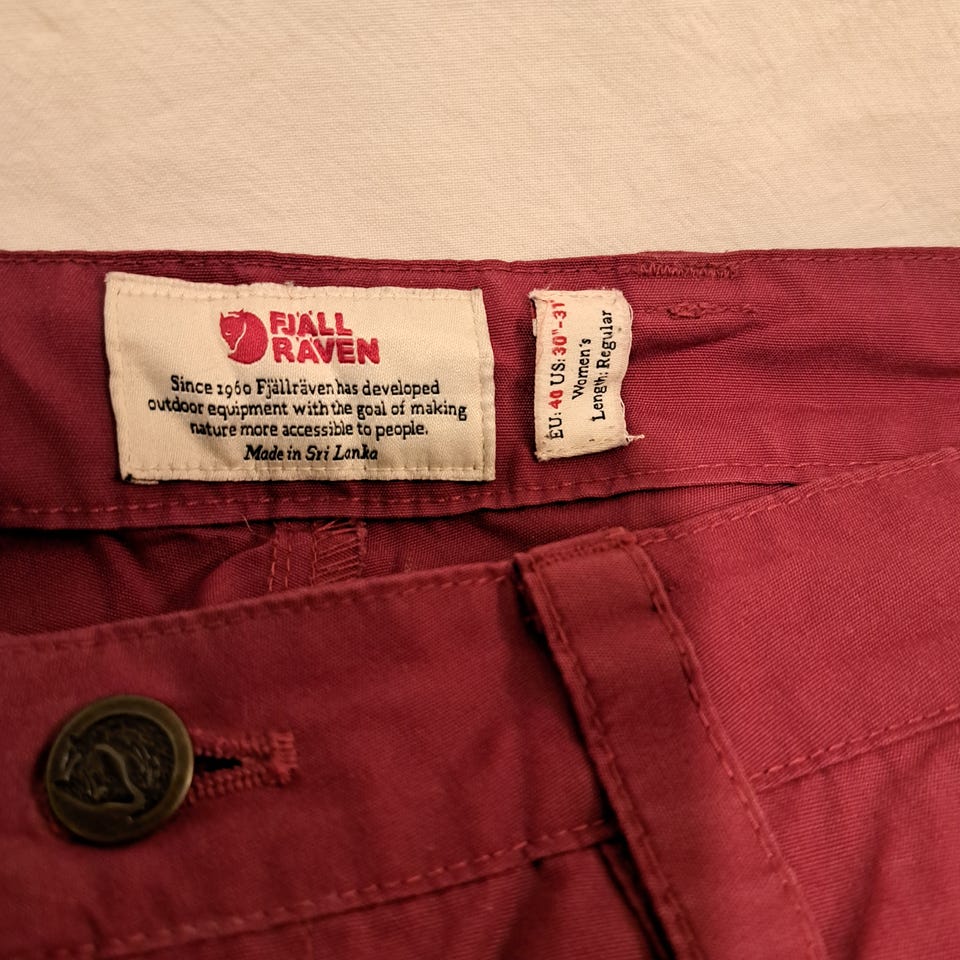 FJÄLL
RÄVEN
Since 1960 Fjällräven has developed
outdoor equipment with the goal of making
nature more accessible to people.
Made in Sri Lanka
EU: 40 US: 30"-31"
Women's
Length: Regular